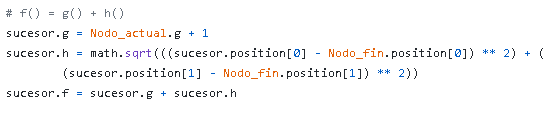 # f() = g() + h()
sucesor.g = Nodo_actual.g + 1
sucesor.h = math.sqrt(((sucesor.position[0] - Nodo_fin.position[0]) ** 2) + (
(sucesor.position[1] - Nodo_fin.position[1]) ** 2))
sucesor.f = sucesor.g + sucesor.h